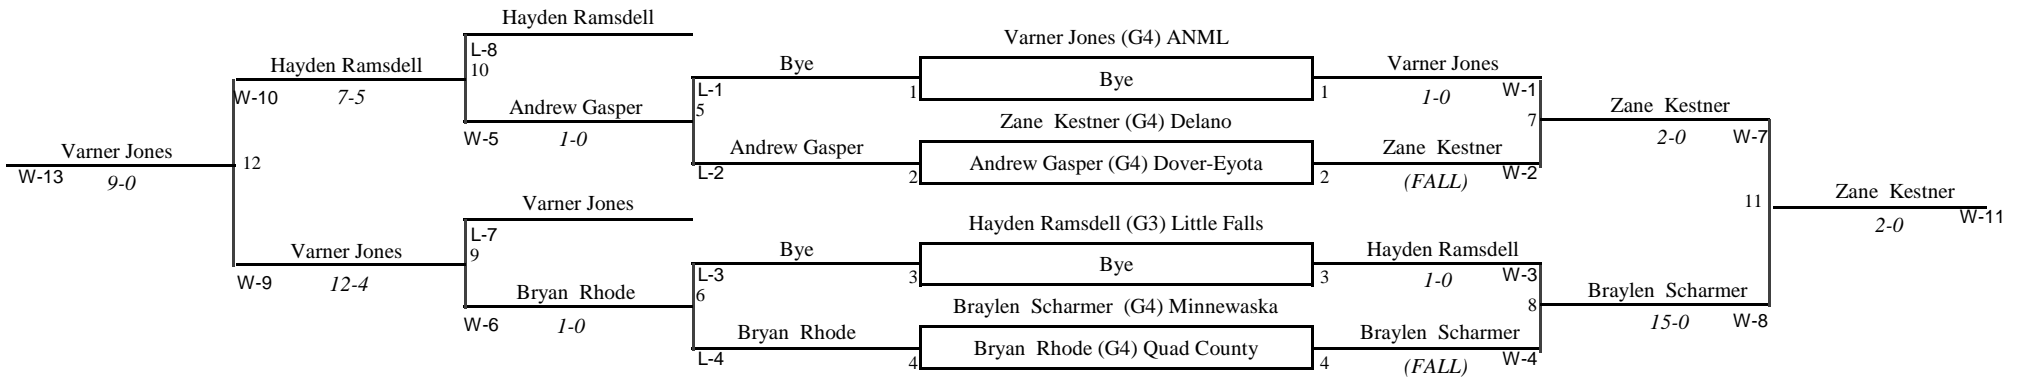 Hayden Ramsdell
L-8
10
Hayden Ramsdell
W-10
7-5
Andrew Gasper
W-5
1-0
Varner Jones
W-13
9-0
12
Varner Jones
L-7
9
Varner Jones
W-9
12-4
Bryan Rhode
W-6
1-0
Bye
L-1
5
1
Andrew Gasper
L-2
2
Bye
L-3
6
3
Bryan Rhode
L-4
4
Varner Jones (G4) ANML
Bye
Zane Kestner (G4) Delano
Andrew Gasper (G4) Dover-Eyota
Hayden Ramsdell (G3) Little Falls
Bye
Braylen Scharmer (G4) Minnewaska
Bryan Rhode (G4) Quad County
Varner Jones
1
1-0
W-1
7
Zane Kestner
2
(FALL)
W-2
Hayden Ramsdell
3
1-0
W-3
8
Braylen Scharmer
4
(FALL)
W-4
Zane Kestner
2-0
W-7
11
Braylen Scharmer
15-0
W-8
Zane Kestner
2-0
W-11